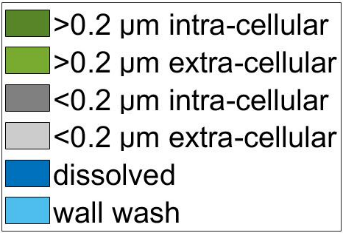 >0.2 µm intra-cellular
>0.2 µm extra-cellular
<0.2 µm intra-cellular
<0.2 µm extra-cellular
dissolved
wall wash